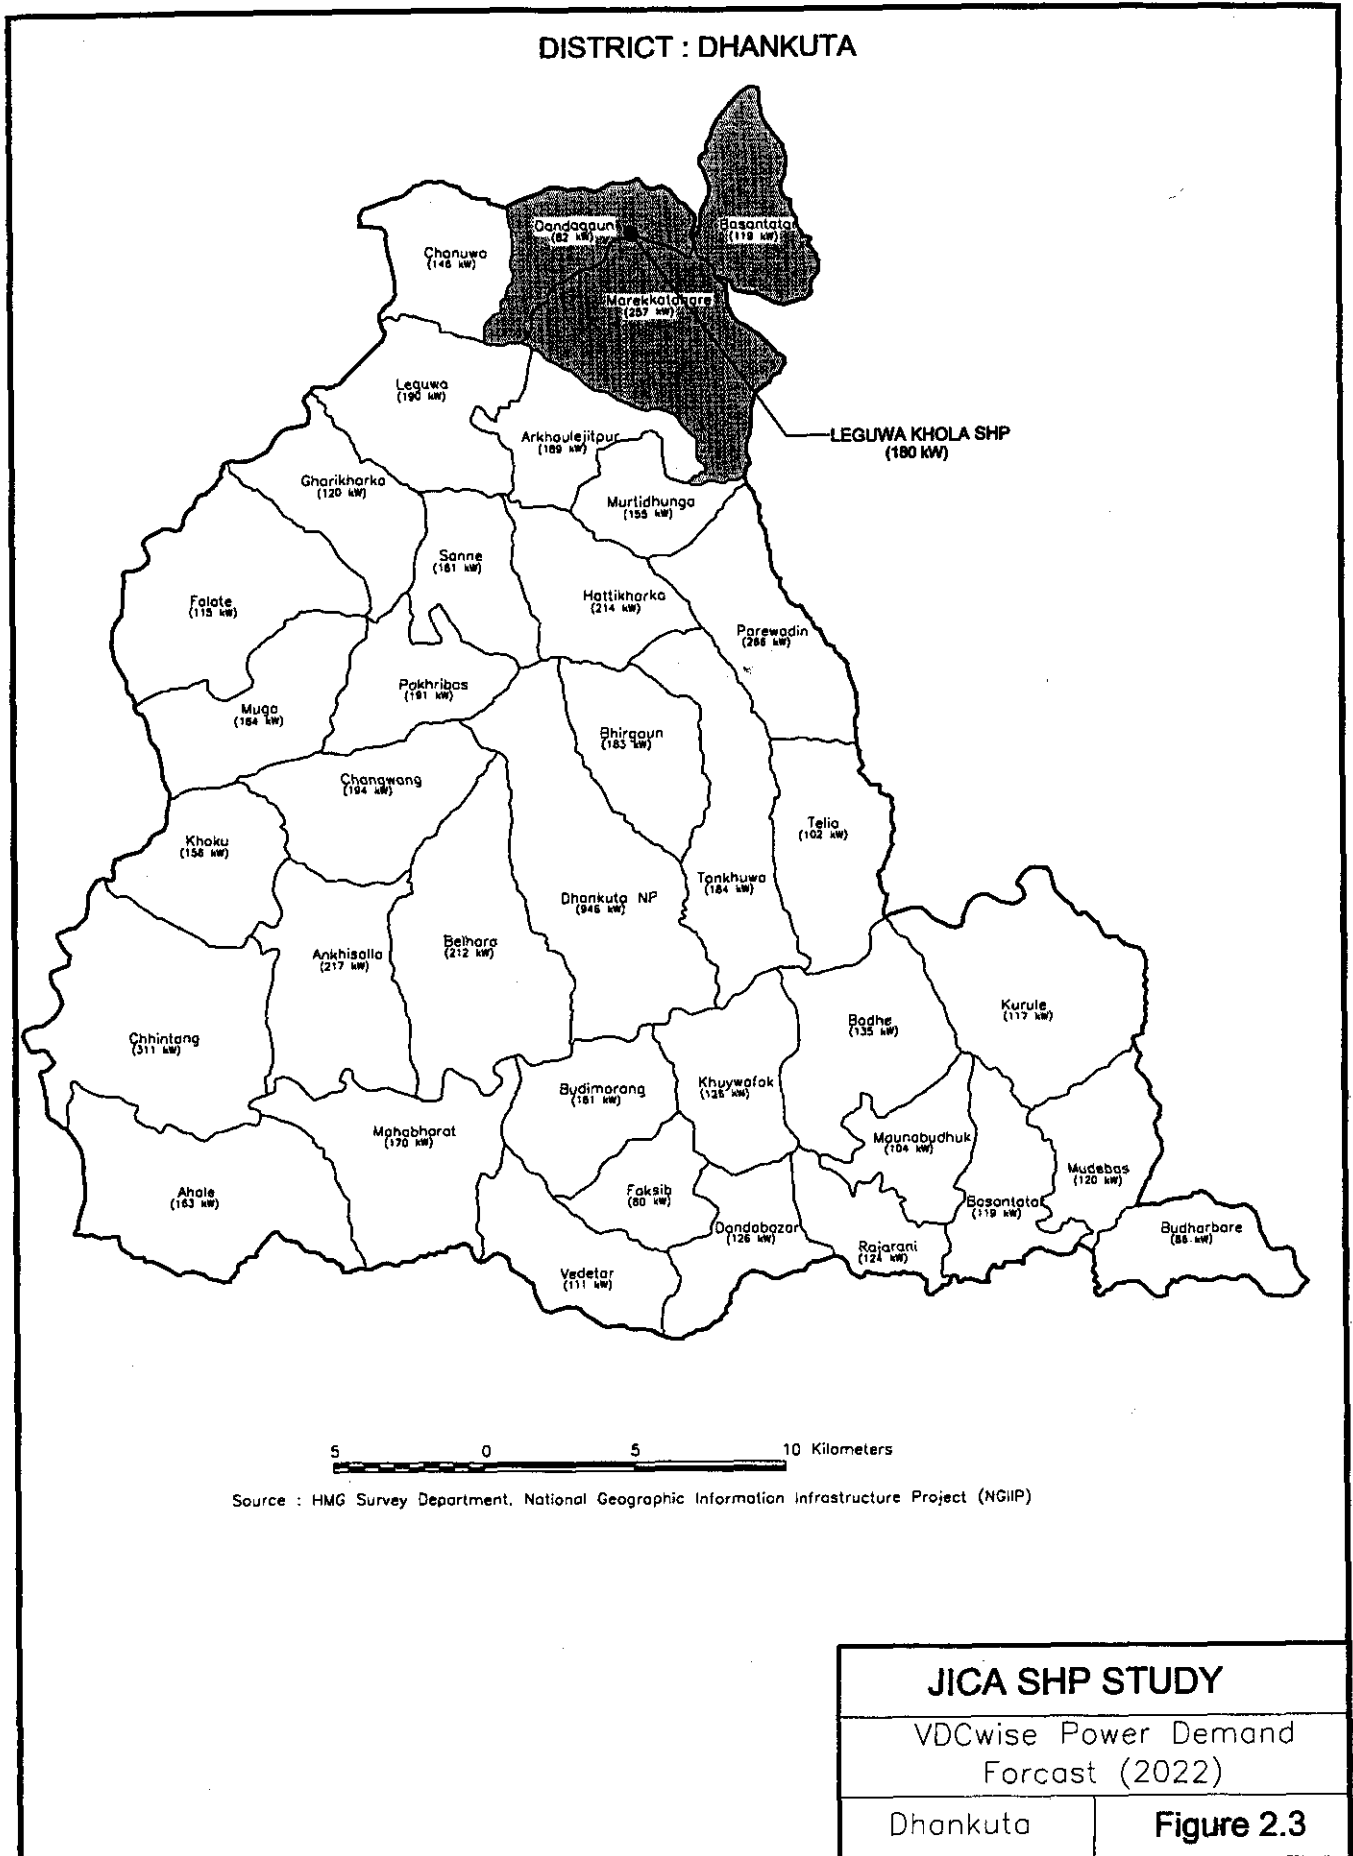 DISTRICT : DHANKUTA
Dandagaun
(82 kW)
Basantatar
(119 kW)
Chanuwa
(146 kW)
Marekkatahare
(257 kW)
Leguwa
(190 kW)
LEGUWA KHOLA SHP
(180 kW)
Arkhaulejitpur
(189 kW)
Gharikharka
(120 kW)
Murtidhunga
(155 kW)
Sanne
(161 kW)
Hattikharka
(214 kW)
Falate
(115 kW)
Parewadin
(266 kW)
Pakhribas
(191 kW)
Muga
(164 kW)
Bhirgaun
(183 kW)
Changwang
(194 kW)
Telia
(102 kW)
Khoku
(158 kW)
Tankhuwa
(184 kW)
Dhankuta NP
(946 kW)
Belhara
(212 kW)
Ankhisalla
(217 kW)
Kurule
(117 kW)
Bodhe
(135 kW)
Chhintang
(311 kW)
Budimorang
(161 kW)
Khuywafok
(126 kW)
Mahabharat
(170 kW)
Maunabudhuk
(104 kW)
Mudebas
(120 kW)
Ahale
(163 kW)
Faksib
(80 kW)
Basantata
(119 kW)
Dandabazar
(126 kW)
Budharbare
(88 kW)
Rajarani
(124 kW)
Vedetar
(111 kW)
5 0 5 10 Kilometers
Source : HMG Survey Department, National Geographic Information Infrastructure Project (NGIIP)
JICA SHP STUDY
VDCwise Power Demand
Forcast (2022)
Dhankuta
Figure 2.3